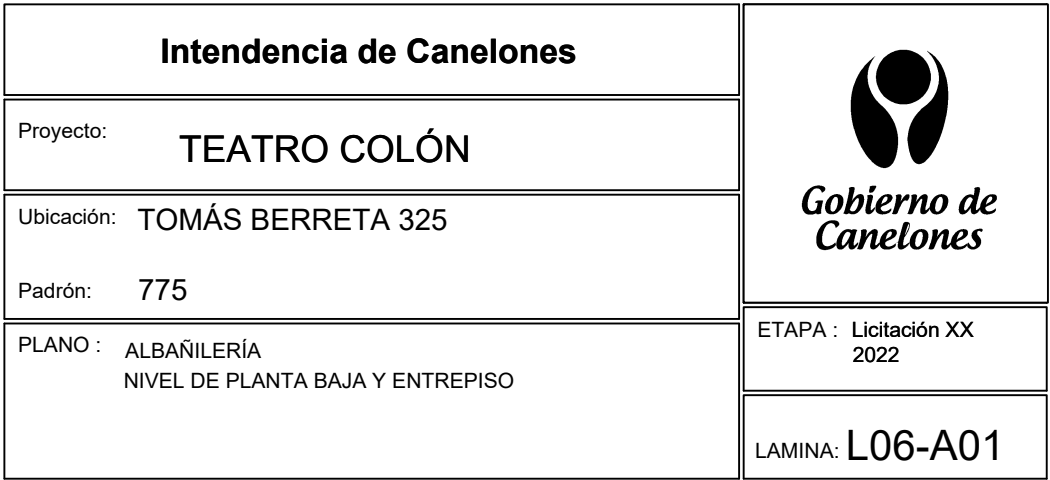 Intendencia de Canelones
Proyecto:
TEATRO COLÓN
Ubicación: TOMÁS BERRETA 325
Padrón: 775
PLANO : ALBAÑILERÍA
NIVEL DE PLANTA BAJA Y ENTREPISO
Gobierno de
Canelones
ETAPA : Licitación XX
2022
LAMINA: L06-A01